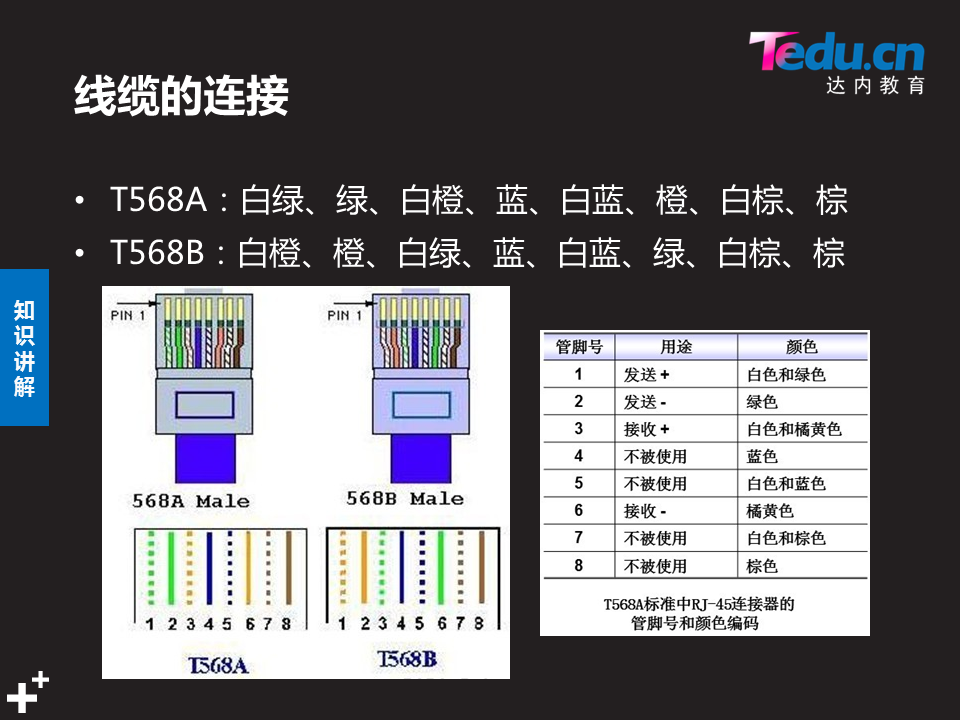 Tedu.cn
达内教育
线缆的连接
• T568A：白绿、绿、白橙、蓝、白蓝、橙、白棕、棕
• T568B：白橙、橙、白绿、蓝、白蓝、绿、白棕、棕
知识讲解
PIN 1
PIN 1
568A Male
568B Male
1 2 3 4 5 6 7 8
1 2 3 4 5 6 7 8
T568A
T568B
管脚号 用途 颜色
1 发送 + 白色和绿色
2 发送 - 绿色
3 接收 + 白色和橘黄色
4 不被使用 蓝色
5 不被使用 白色和蓝色
6 接收 - 橘黄色
7 不被使用 白色和棕色
8 不被使用 棕色
T568A标准中RJ-45连接器的
管脚号和颜色编码